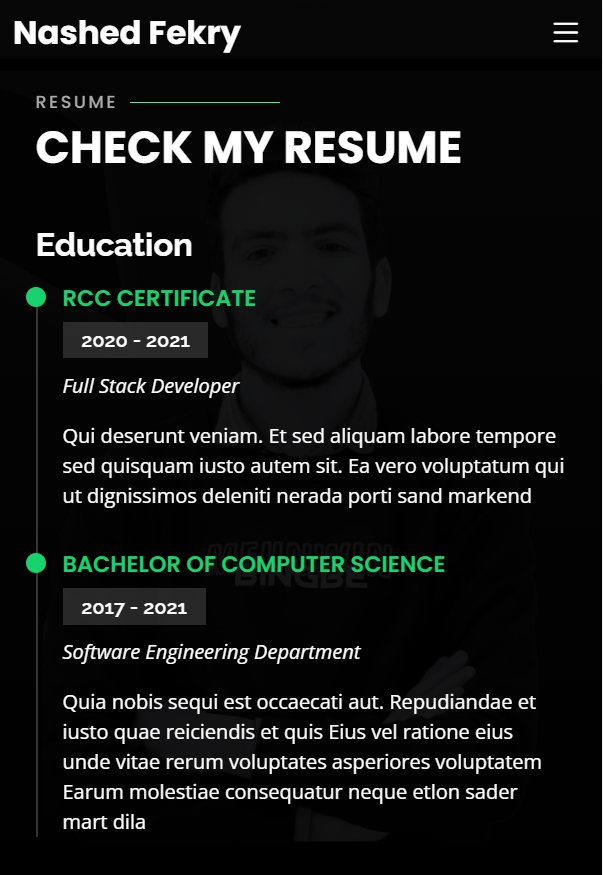 Nashed Fekry
RESUME
CHECK MY RESUME
Education
RCC CERTIFICATE
2020 - 2021
Full Stack Developer
Qui deserunt veniam. Et sed aliquam labore tempore
sed quisquam iusto autem sit. Ea vero voluptatum qui
ut dignissimos deleniti nerada porti sand markend
BACHELOR OF COMPUTER SCIENCE
2017 - 2021
Software Engineering Department
Quia nobis sequi est occaecati aut. Repudiandae et
iusto quae reiciendis et quis Eius vel ratione eius
unde vitae rerum voluptates asperiores voluptatem
Earum molestiae consequatur neque etlon sader
mart dila